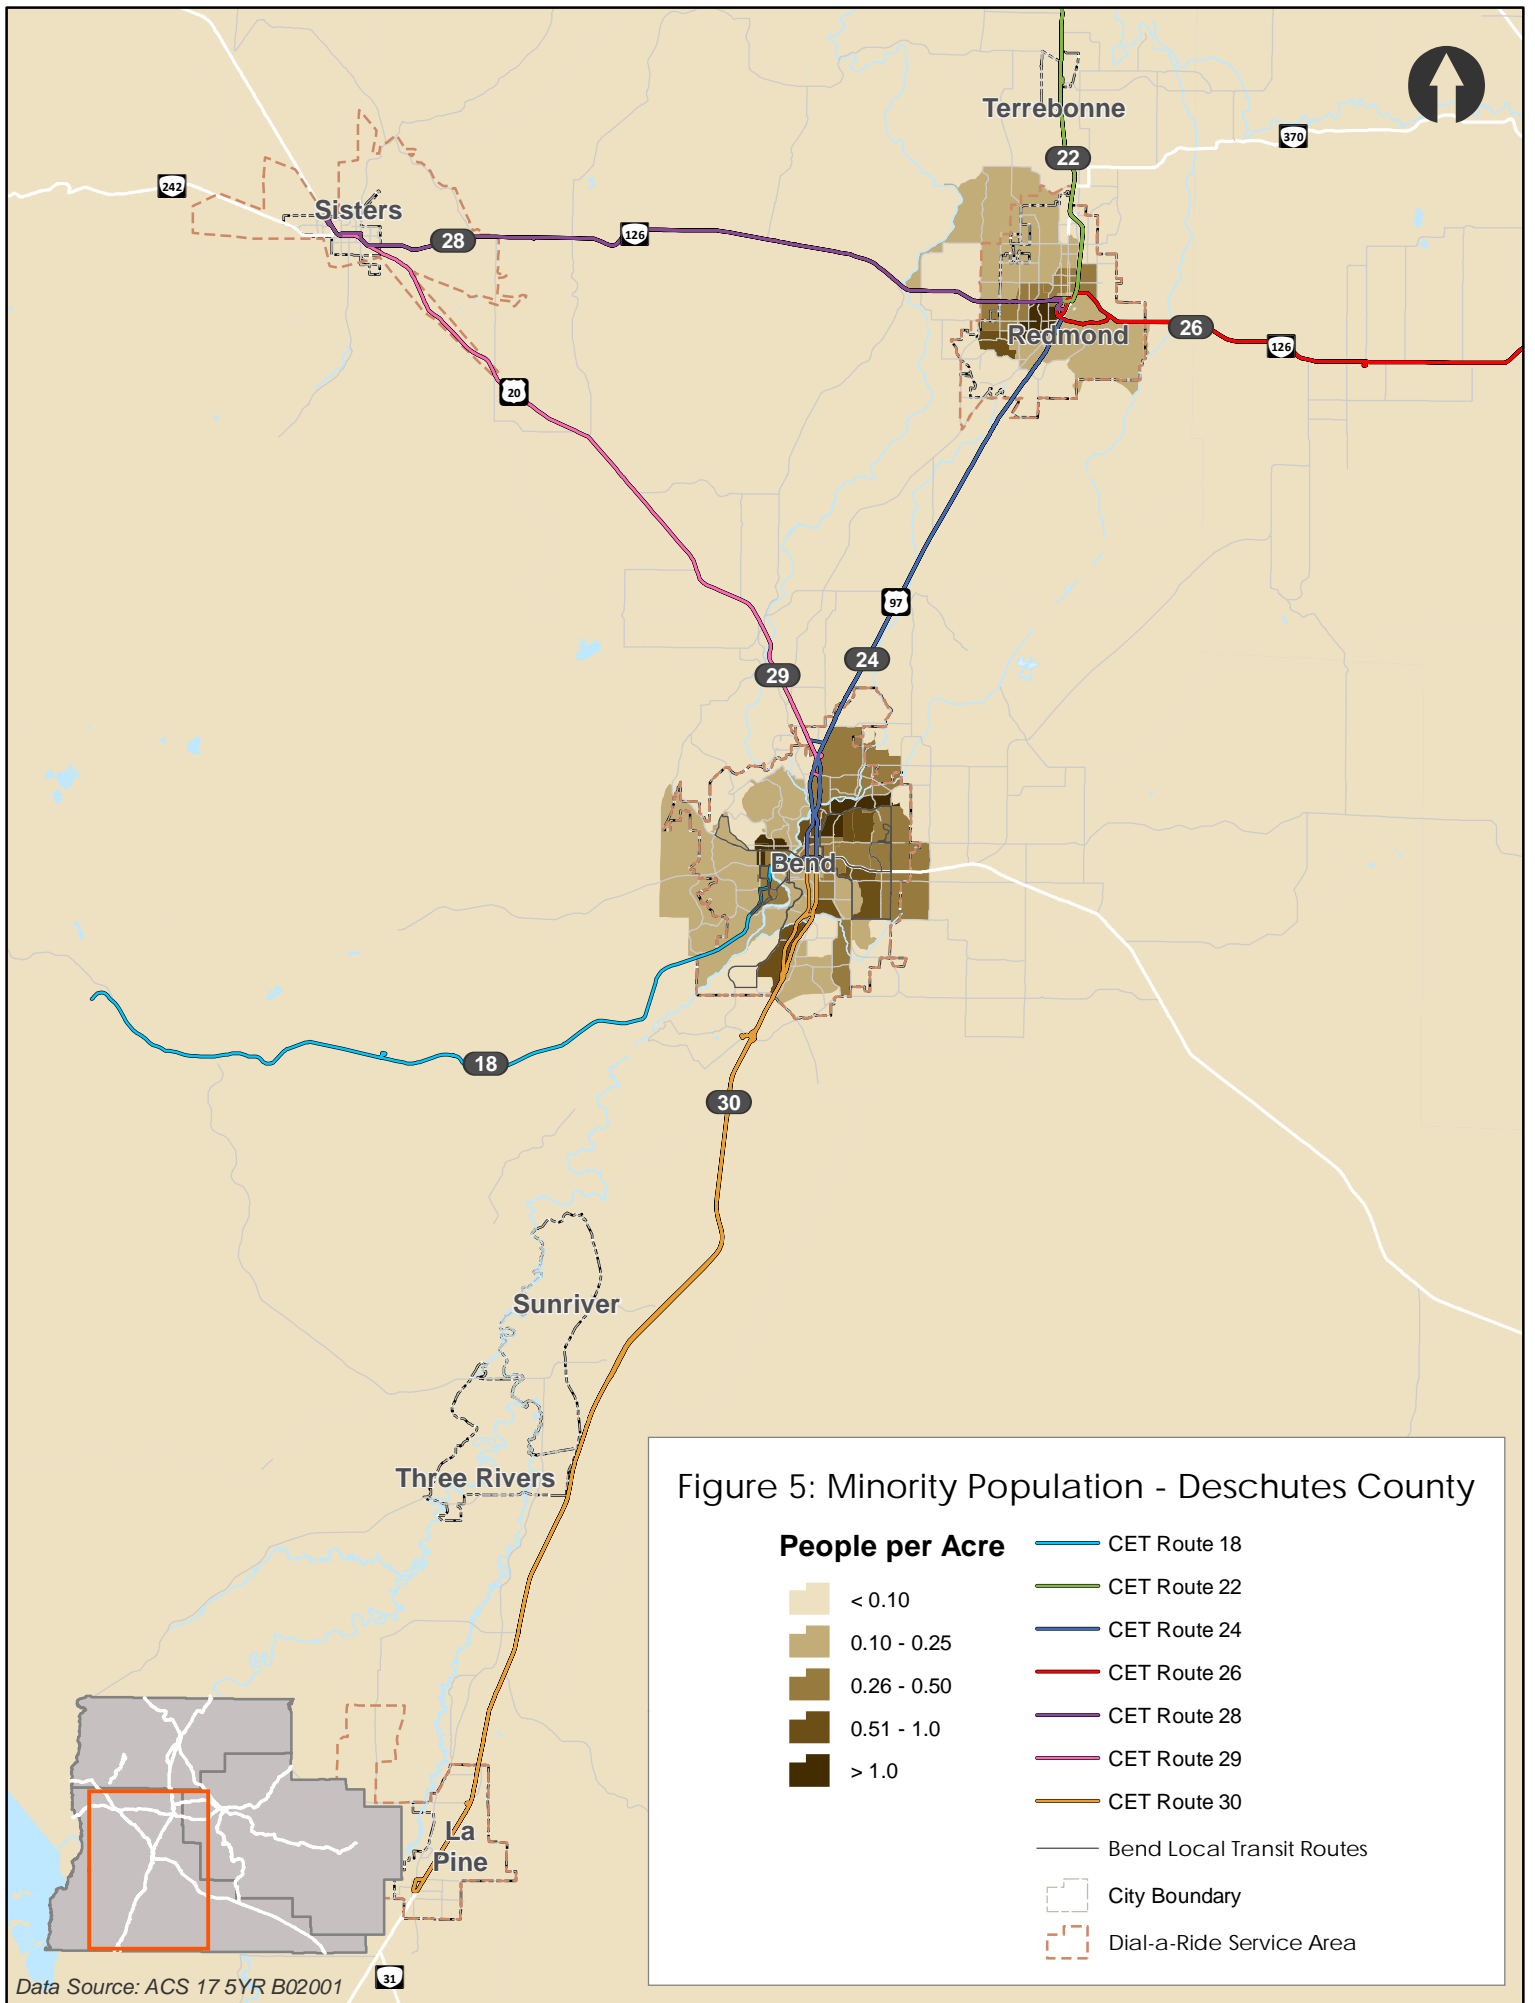 Terrebonne
370
22
242
Sisters
28
126
Redmond
26
126
20
97
24
29
Bend
18
30
Sunriver
Three Rivers
La
Pine
31
Figure 5: Minority Population - Deschutes County
People per Acre
< 0.10
0.10 - 0.25
0.26 - 0.50
0.51 - 1.0
> 1.0
CET Route 18
CET Route 22
CET Route 24
CET Route 26
CET Route 28
CET Route 29
CET Route 30
Bend Local Transit Routes
City Boundary
Dial-a-Ride Service Area
Data Source: ACS 17 5YR B02001